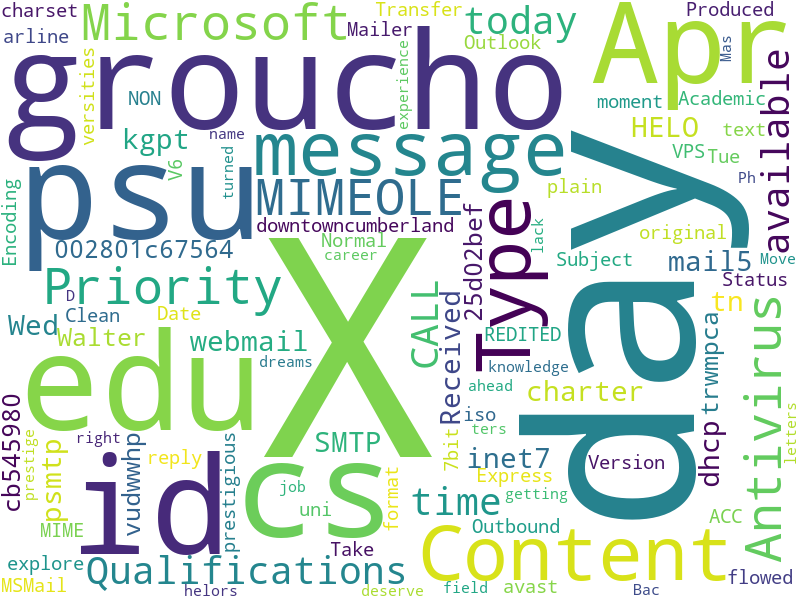 charset
Microsoft
Transfer
today
Apr
Produced
arline
Mailer
Outlook
Mas
groucho
versities
NON
experience
moment
Academic
available
kgpt
name
message
HELO
text
V6
turned
VPS
Tue
psu
MIMEOLE
plain
Ph
Encoding
downtowncumberland
lack
original
day
002801c67564
Normal
career
25d02bef
Type
Subject
mail5
Move
Status
Priority
D
X
CALL
Received
tn
Wed
Clean
Date
Walter
webmail
REDITED
trwmpca
Antivirus
edu
dreams
knowledge
ahead
charter
cb545980
right
SMTP
iso
ters
letters
prestige
psmtp
vudwwhp
reply
prestigious
7bit
inet7
Version
dhcp
id
cs
job
uni
format
Express
getting
time
MIME
Take
Outbound
ACC
explore
Content
MSMail
Qualifications
helors
deserve
field
avast
Bac
flowed